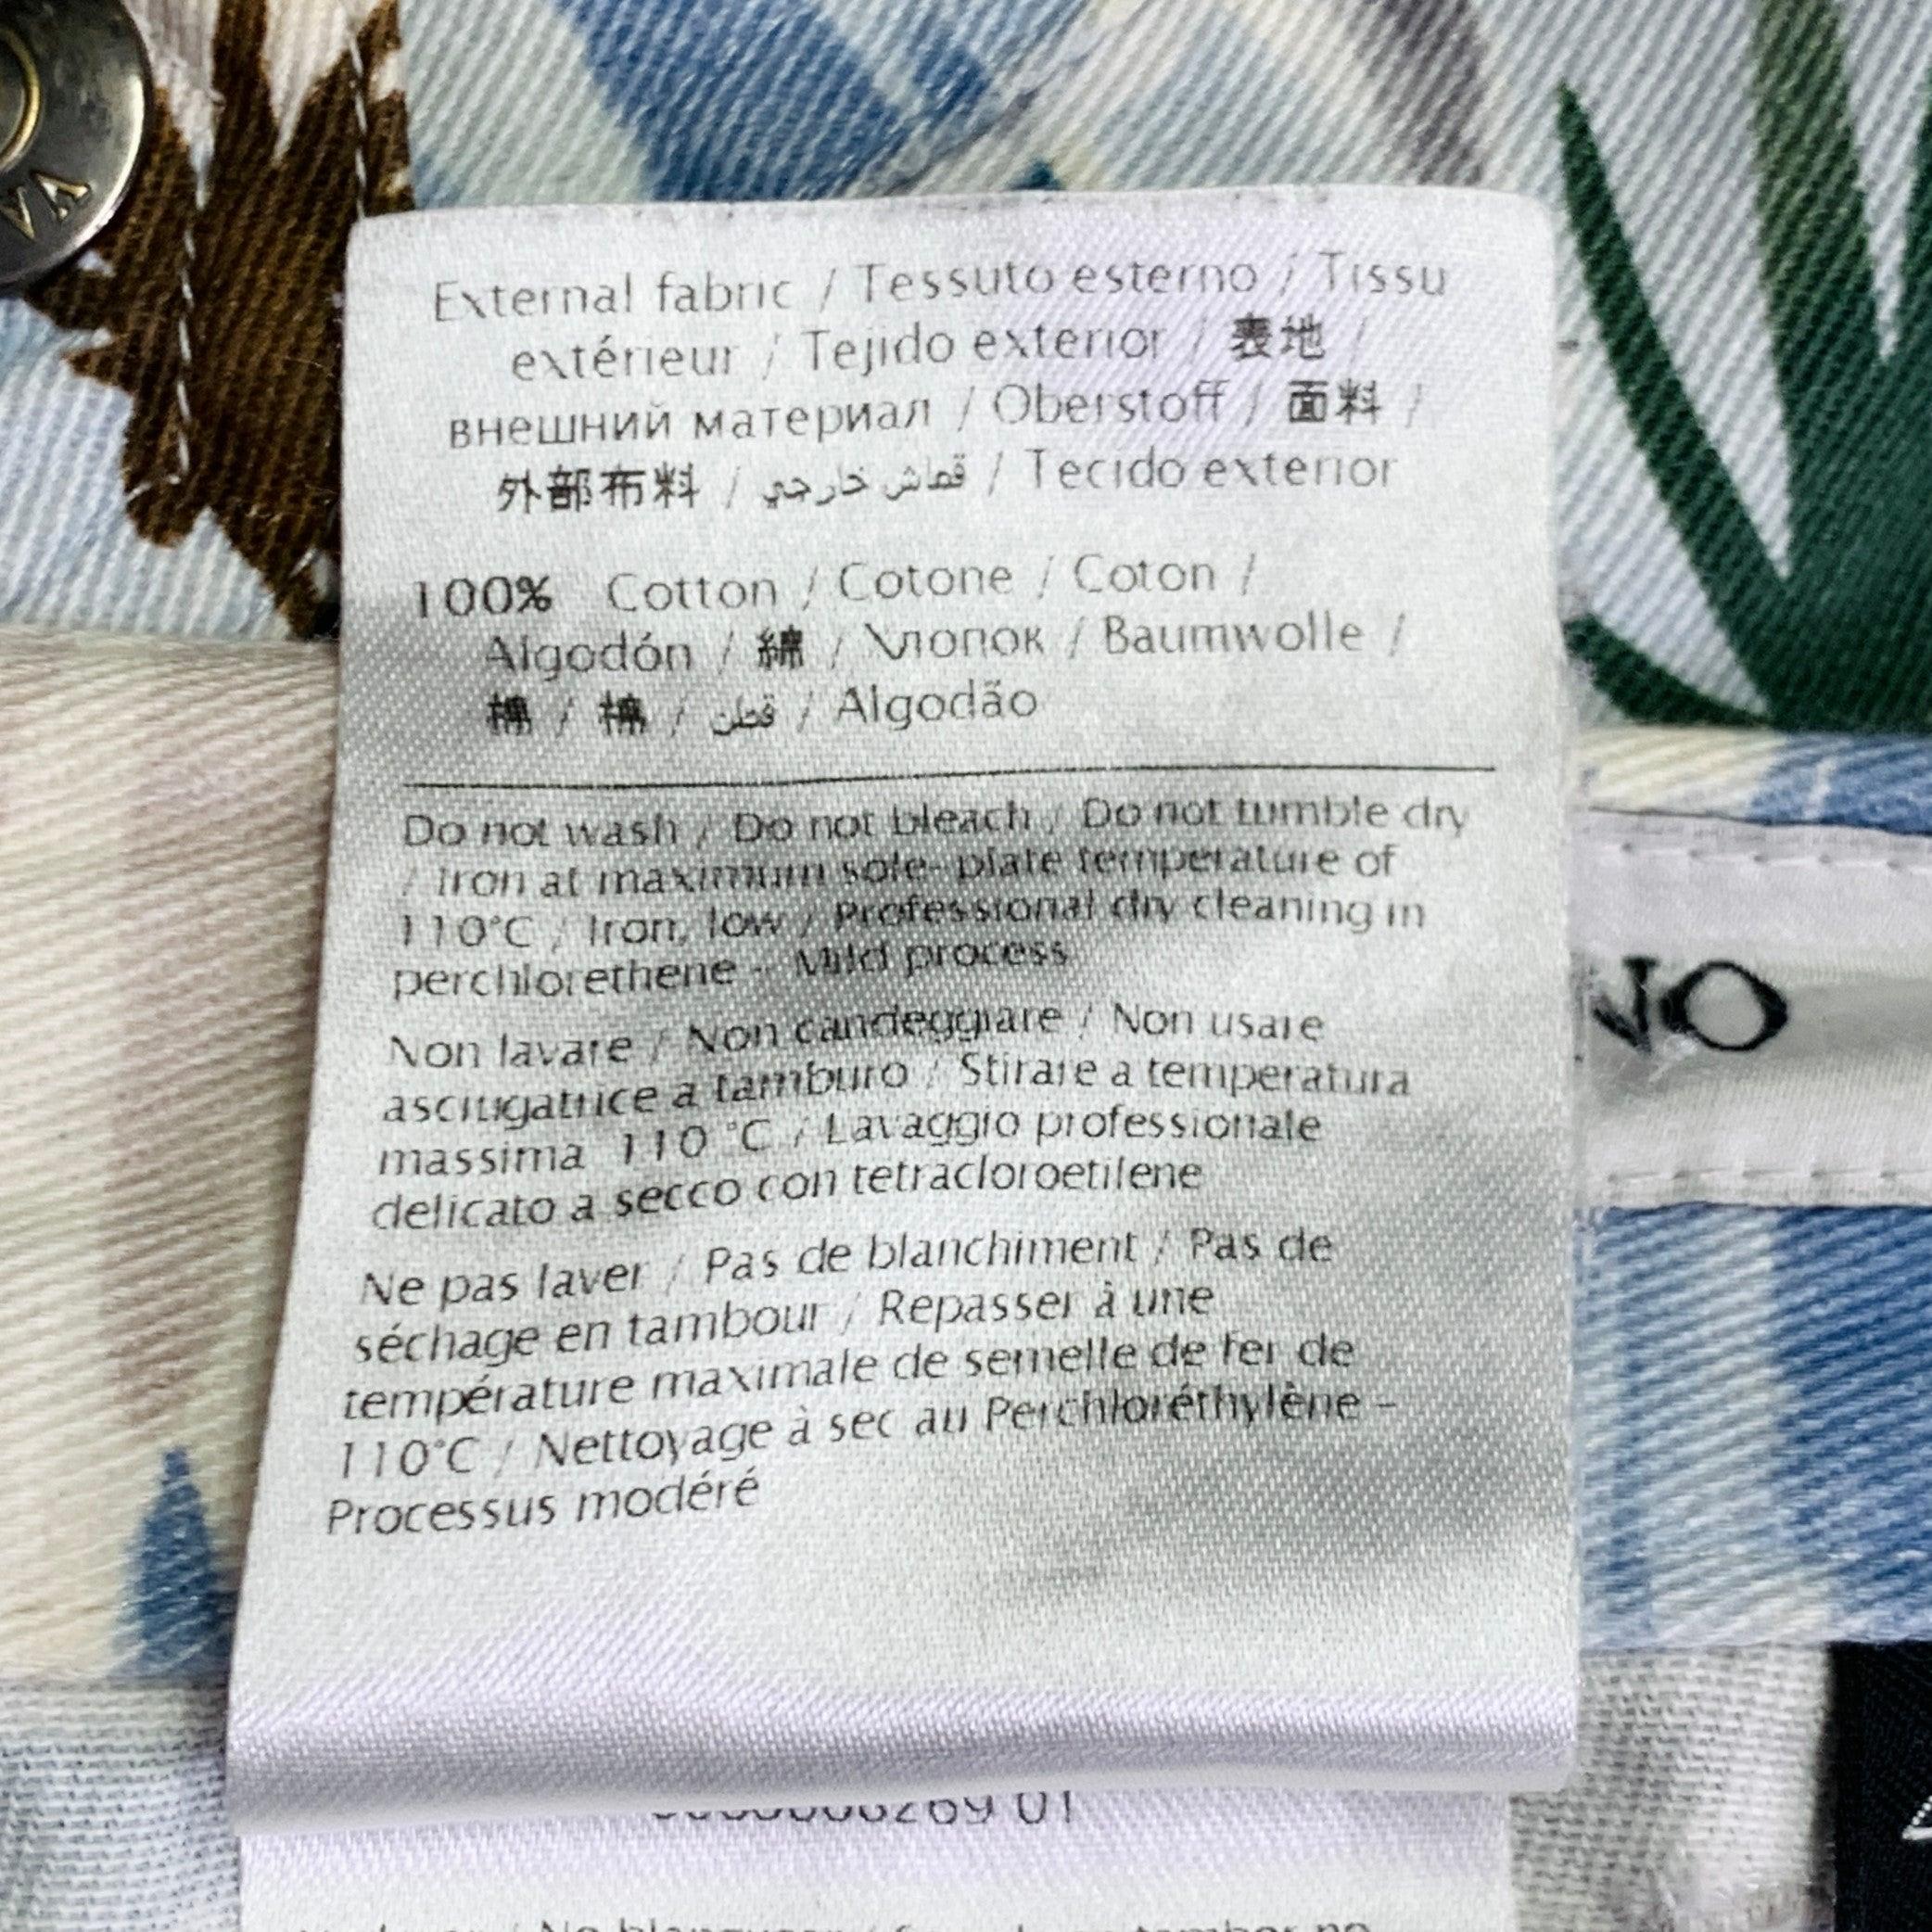 External fabric / Tessuto esterno / Tissu
extérieur / Tejido exterior / 表地 /
внешний материал / Oberstoff / 面料 /
外部布料 / قماش خارجي / Tecido exterior
100% Cotton / Cotone / Coton /
Algodón / 綿 / Хлопок / Baumwolle /
棉 / 棉 / قطن / Algodão
Do not wash / Do not bleach / Do not tumble dry
/ Iron at maximum sole- plate temperature of
110°C / Iron, low / Professional dry cleaning in
perchlorethene - Mild process
Non lavare / Non candeggiare / Non usare
asciugatrice a tamburo / Stirare a temperatura
massima 110 °C / Lavaggio professionale
delicato a secco con tetracloroetilene
Ne pas laver / Pas de blanchiment / Pas de
séchage en tambour / Repasser à une
température maximale de semelle de fer de
110°C / Nettoyage à sec au Perchloréthylène -
Processus modéré
NO